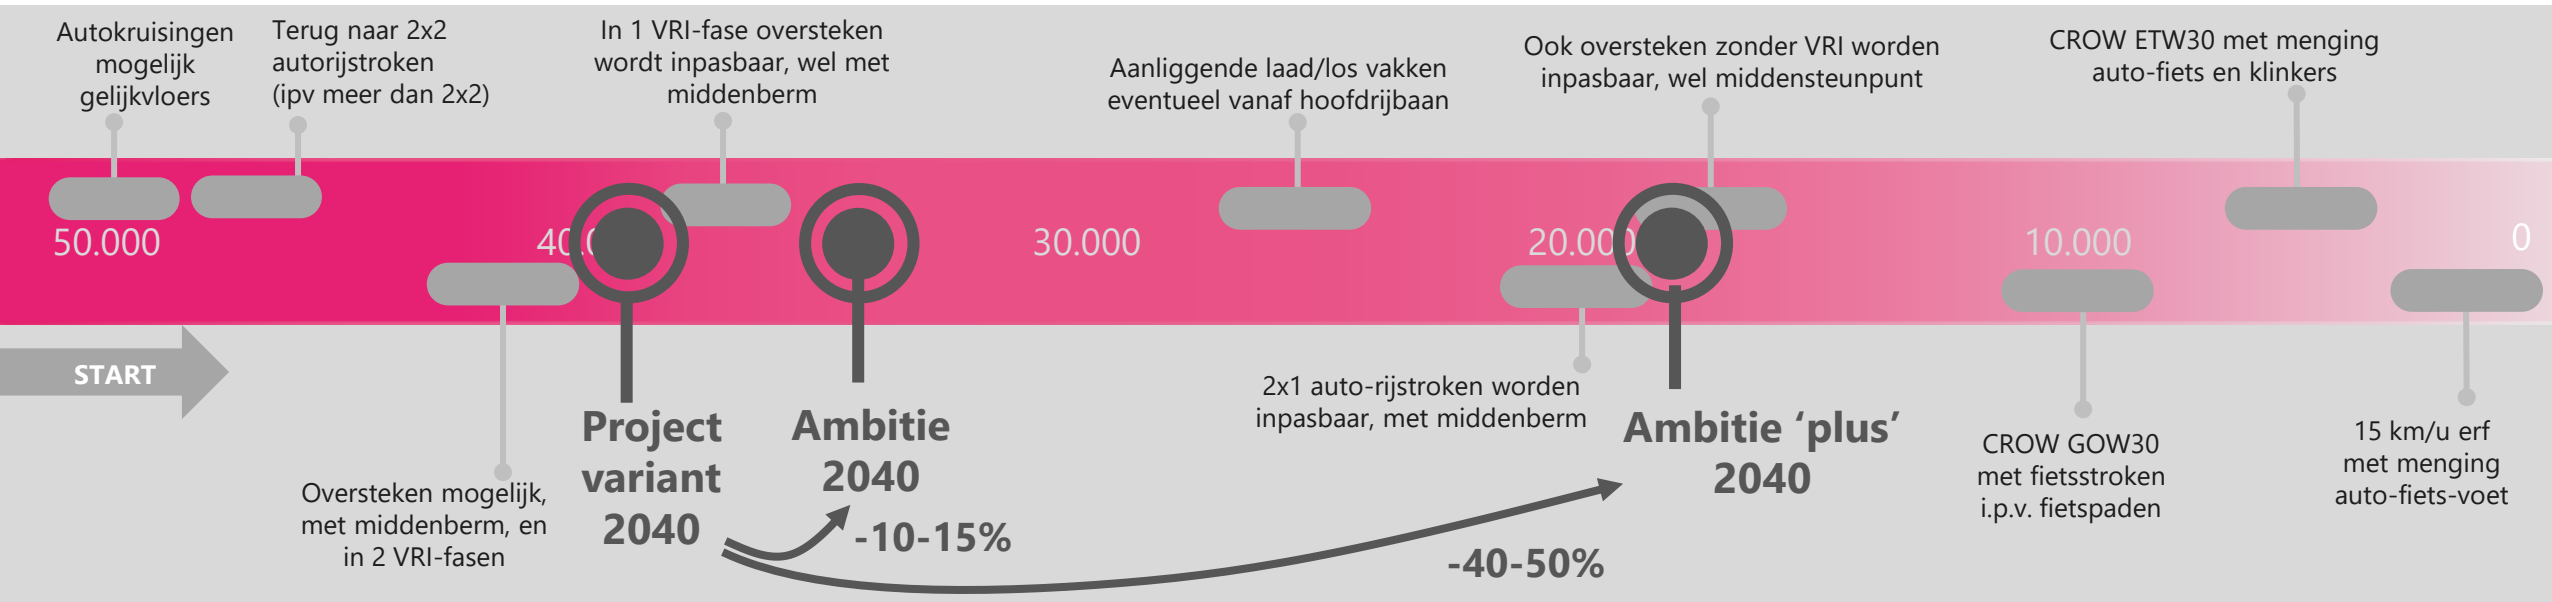 Autokruisingen
mogelijk
gelijkvloers
Terug naar 2x2
autorijstroken
(ipv meer dan 2x2)
In 1 VRI-fase oversteken
wordt inpasbaar, wel met
middenberm
Aanliggende laad/los vakken
eventueel vanaf hoofdrijbaan
Ook oversteken zonder VRI worden
inpasbaar, wel middensteunpunt
CROW ETW30 met menging
auto-fiets en klinkers
50.000
30.000
20.000
10.000
0
START
Oversteken mogelijk,
met middenberm, en
in 2 VRI-fasen
Project
variant
2040
Ambitie
2040
-10-15%
2x1 auto-rijstroken worden
inpasbaar, met middenberm
Ambitie ‘plus’
2040
-40-50%
CROW GOW30
met fietsstroken
i.p.v. fietspaden
15 km/u erf
met menging
auto-fiets-voet